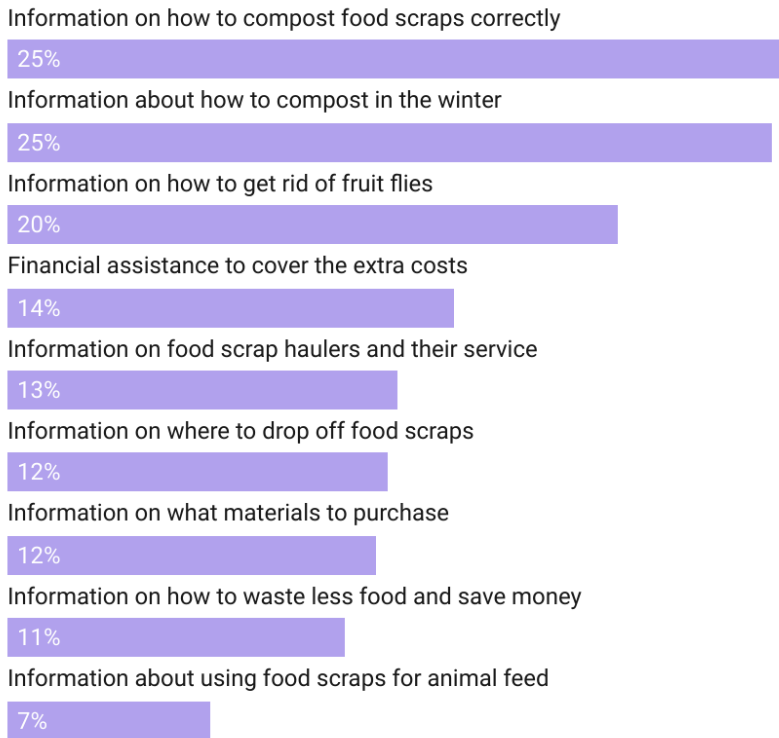 Information on how to compost food scraps correctly
25%
Information about how to compost in the winter
25%
Information on how to get rid of fruit flies
20%
Financial assistance to cover the extra costs
14%
Information on food scrap haulers and their service
13%
Information on where to drop off food scraps
12%
Information on what materials to purchase
12%
Information on how to waste less food and save money
11%
Information about using food scraps for animal feed
7%